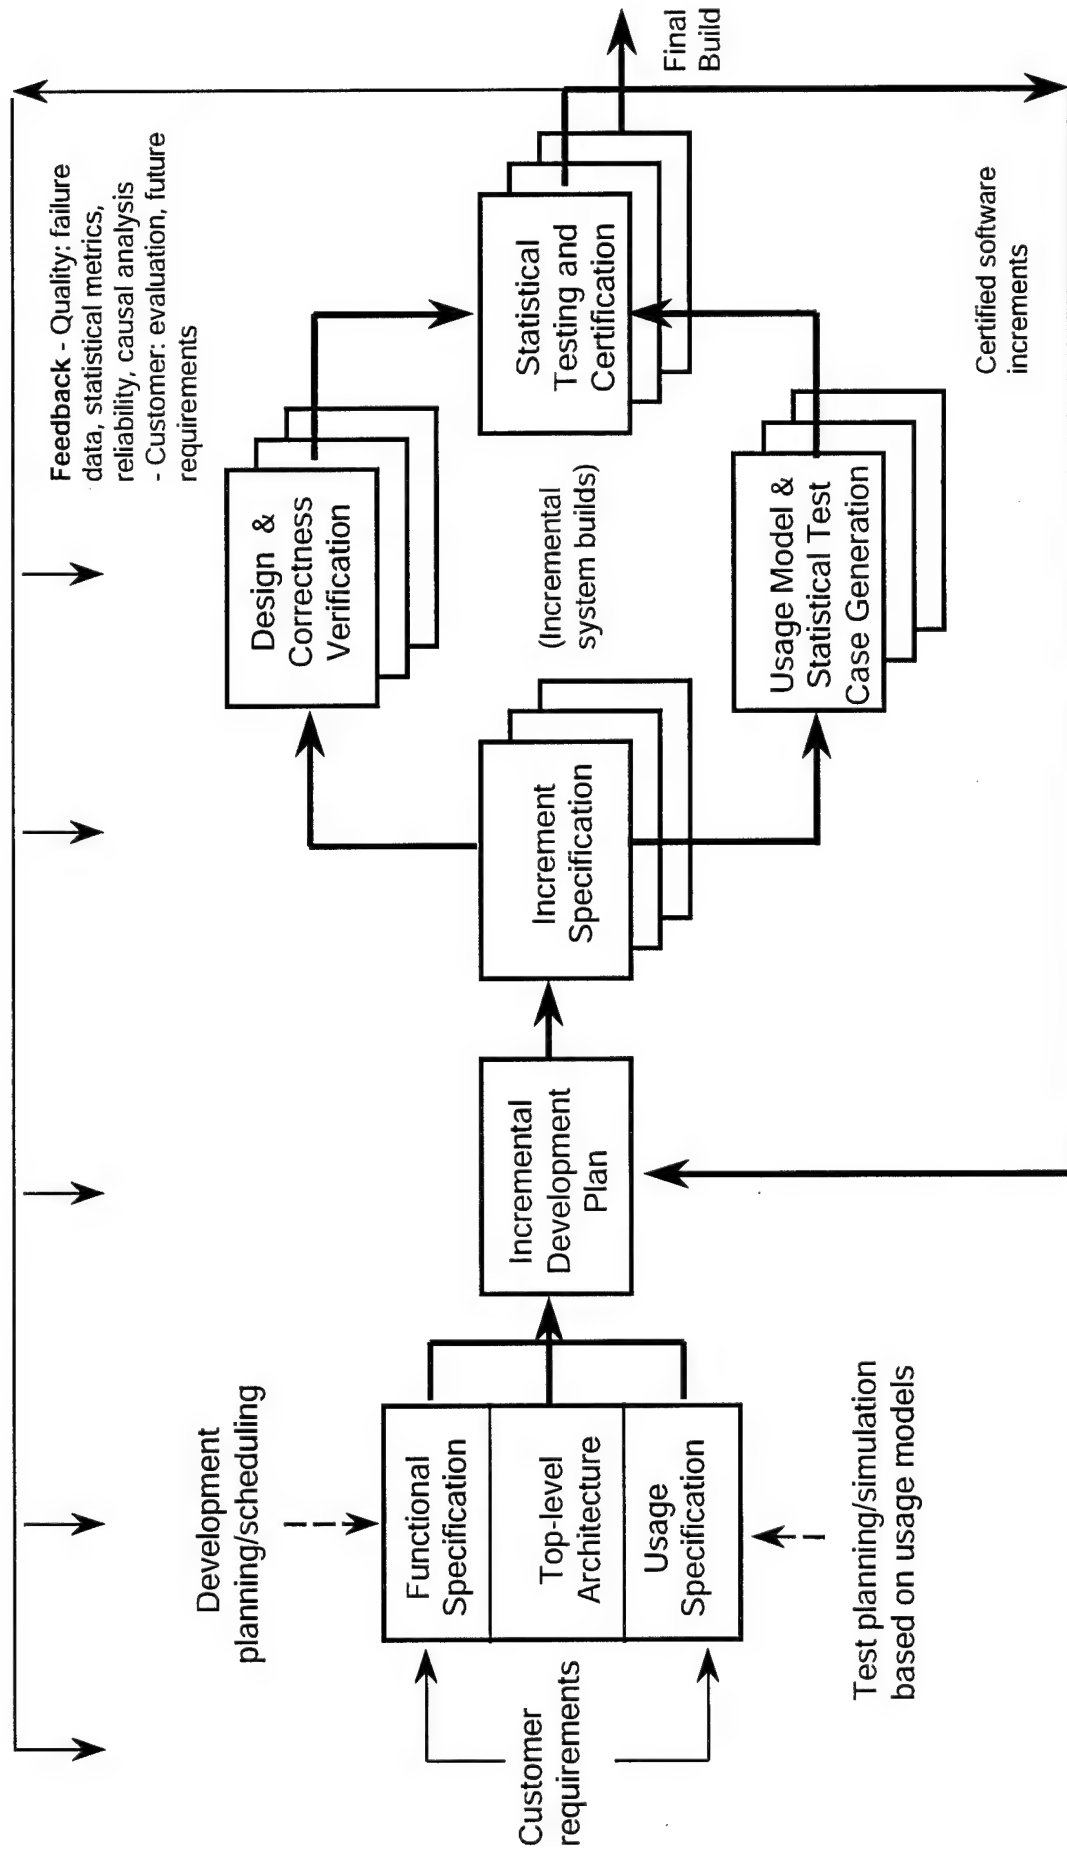 Feedback - Quality: failure
data, statistical metrics,
reliability, causal analysis
- Customer: evaluation, future
requirements
Development
planning/scheduling
Customer
requirements
Functional
Specification
Top-level
Architecture
Usage
Specification
Test planning/simulation
based on usage models
Incremental
Development
Plan
Increment
Specification
Design &
Correctness
Verification
(Incremental
system builds)
Usage Model &
Statistical Test
Case Generation
Statistical
Testing and
Certification
Final
Build
Certified software
increments